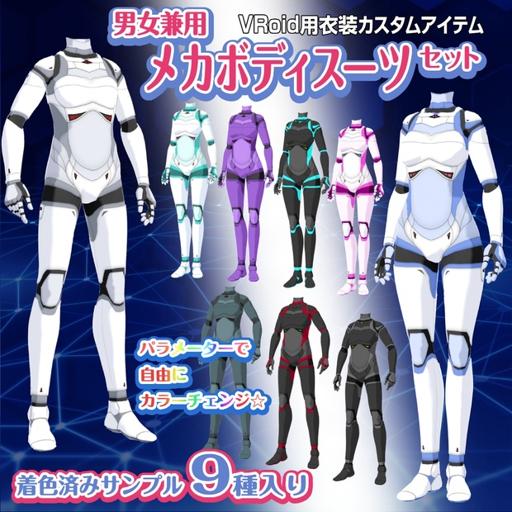 男女兼用
VRoid用衣装カスタムアイテム
メカボディスーツセット
パラメーターで
自由に
カラーチェンジ☆
着色済みサンプル9種入り